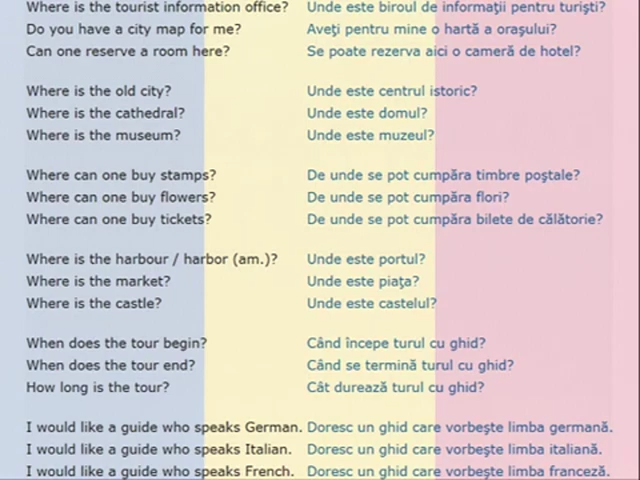 Where is the tourist information office? Unde este biroul de informaţii pentru turişti?
Do you have a city map for me? Aveţi pentru mine o hartă a oraşului?
Can one reserve a room here? Se poate rezerva aici o cameră de hotel?
Where is the old city? Unde este centrul istoric?
Where is the cathedral? Unde este domul?
Where is the museum? Unde este muzeul?
Where can one buy stamps? De unde se pot cumpăra timbre poştale?
Where can one buy flowers? De unde se pot cumpăra flori?
Where can one buy tickets? De unde se pot cumpăra bilete de călătorie?
Where is the harbour / harbor (am.)? Unde este portul?
Where is the market? Unde este piaţa?
Where is the castle? Unde este castelul?
When does the tour begin? Când începe turul cu ghid?
When does the tour end? Când se termină turul cu ghid?
How long is the tour? Cât durează turul cu ghid?
I would like a guide who speaks German. Doresc un ghid care vorbeşte limba germană.
I would like a guide who speaks Italian. Doresc un ghid care vorbeşte limba italiană.
I would like a guide who speaks French. Doresc un ghid care vorbeşte limba franceză.